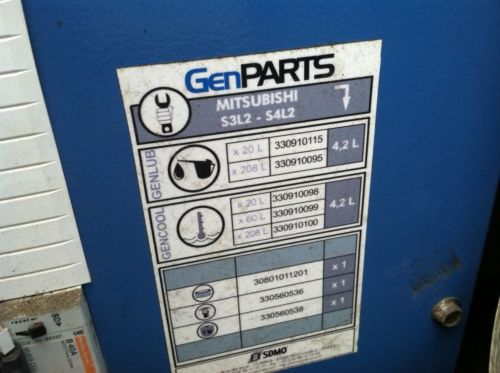 GenPARTS
MITSUBISHI
S3L2 - S4L2
GENLUB
x 20 L 330910115 4,2 L
x 208 L 330910095
GENCOOL
x 20 L 330910098 4,2 L
x 60 L 330910099
x 208 L 330910100
30801011201 x 1
330560536 x 1
330560538 x 1
SDMO
B 40A